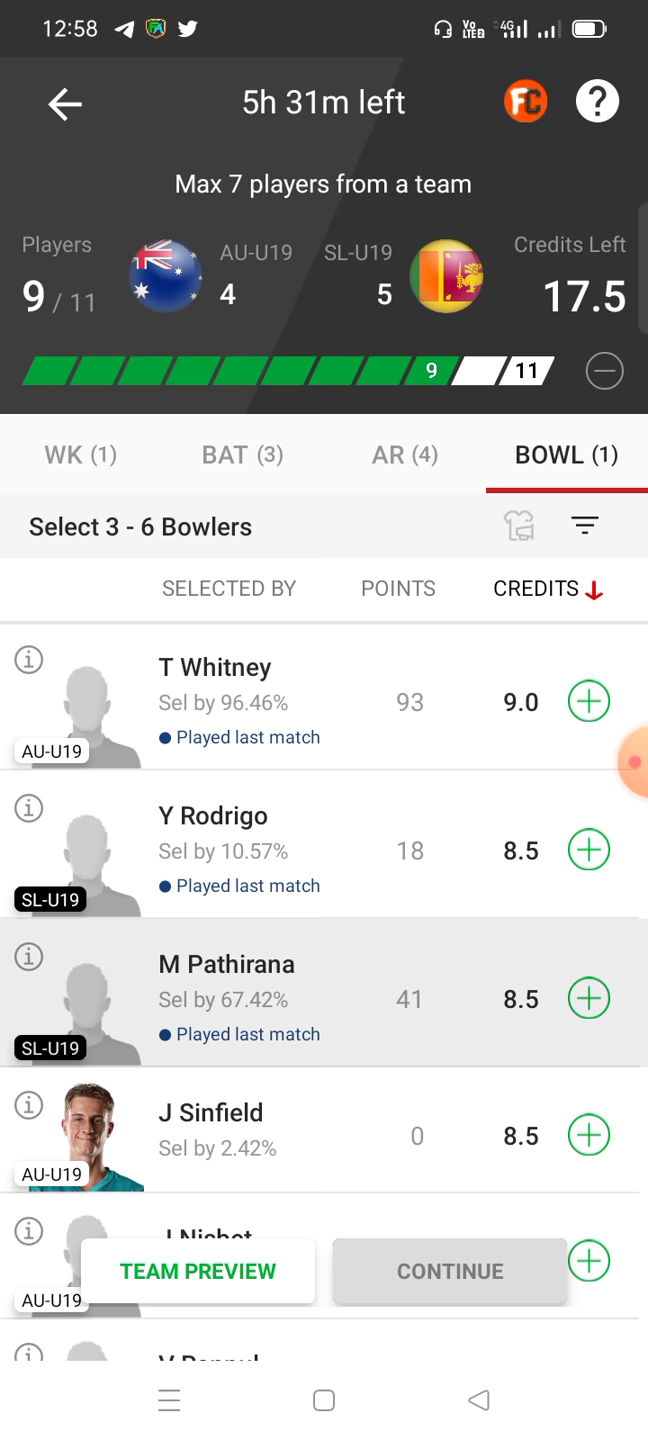 12:58
Vo LTE 4G
5h 31m left
FC
?
Max 7 players from a team
Players AU-U19 SL-U19 Credits Left
9 / 11 4 5 17.5
9 11
WK (1) BAT (3) AR (4) BOWL (1)
Select 3 - 6 Bowlers
SELECTED BY POINTS CREDITS
T Whitney
Sel by 96.46% 93 9.0
Played last match
AU-U19
Y Rodrigo
Sel by 10.57% 18 8.5
Played last match
SL-U19
M Pathirana
Sel by 67.42% 41 8.5
Played last match
SL-U19
J Sinfield
Sel by 2.42% 0 8.5
AU-U19
TEAM PREVIEW CONTINUE
AU-U19